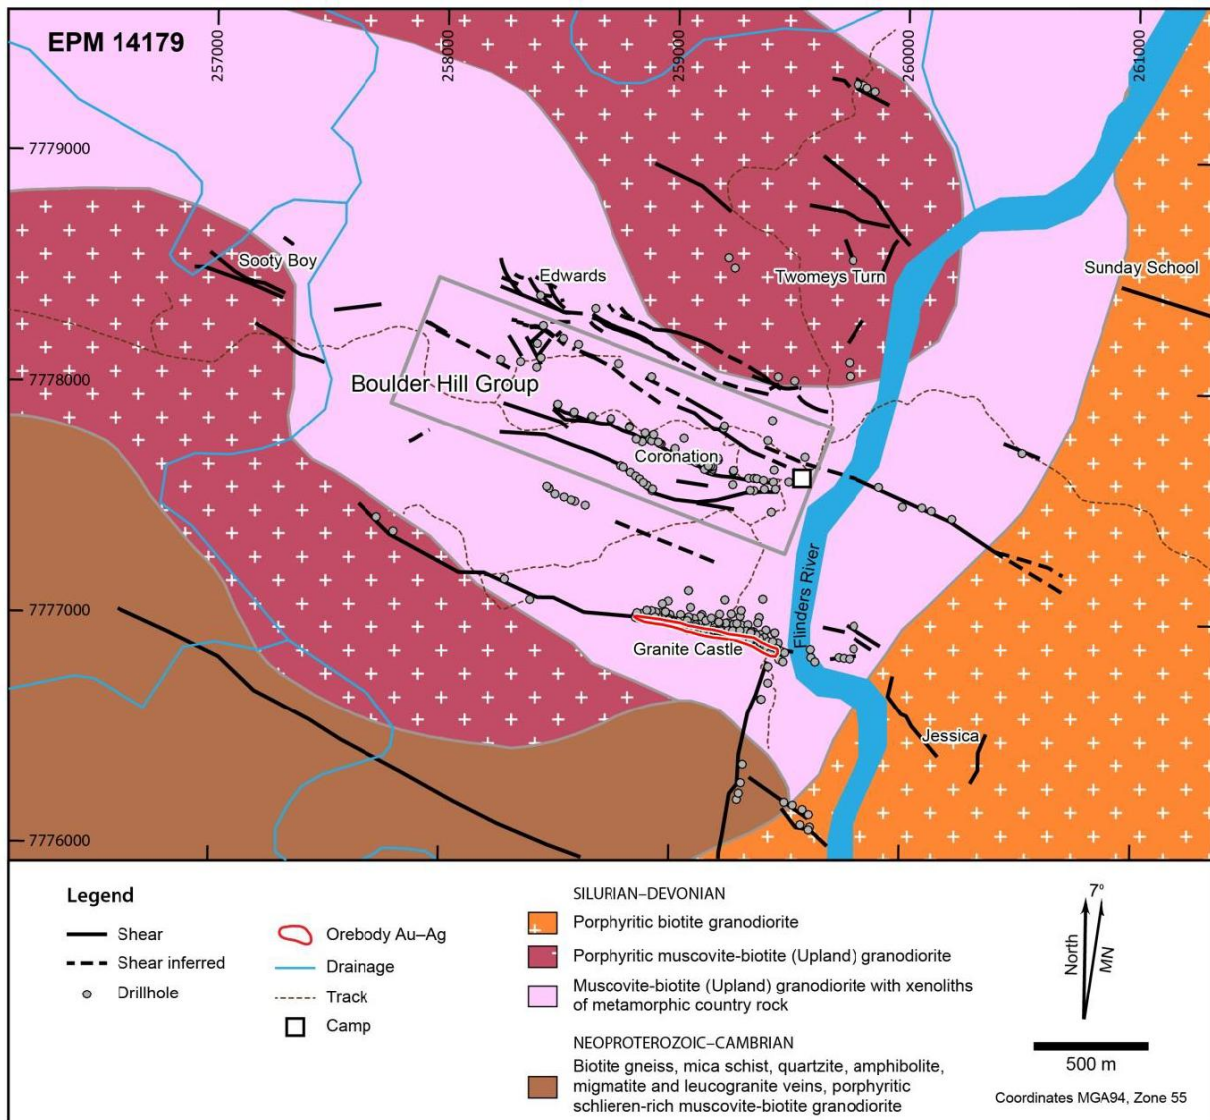 EPM 14179
257000
258000
259000
260000
261000
7779000
Sooty Boy
Edwards
Twomeys Turn
Sunday School
7778000
Boulder Hill Group
Coronation
Flinders River
7777000
Granite Castle
Jessica
7776000
Legend
Shear
Shear inferred
Drillhole
Orebody Au–Ag
Drainage
Track
Camp
SILURIAN–DEVONIAN
Porphyritic biotite granodiorite
Porphyritic muscovite-biotite (Upland) granodiorite
Muscovite-biotite (Upland) granodiorite with xenoliths
of metamorphic country rock
NEOPROTEROZOIC–CAMBRIAN
Biotite gneiss, mica schist, quartzite, amphibolite,
migmatite and leucogranite veins, porphyritic
schlieren-rich muscovite-biotite granodiorite
7°
North
MN
500 m
Coordinates MGA94, Zone 55